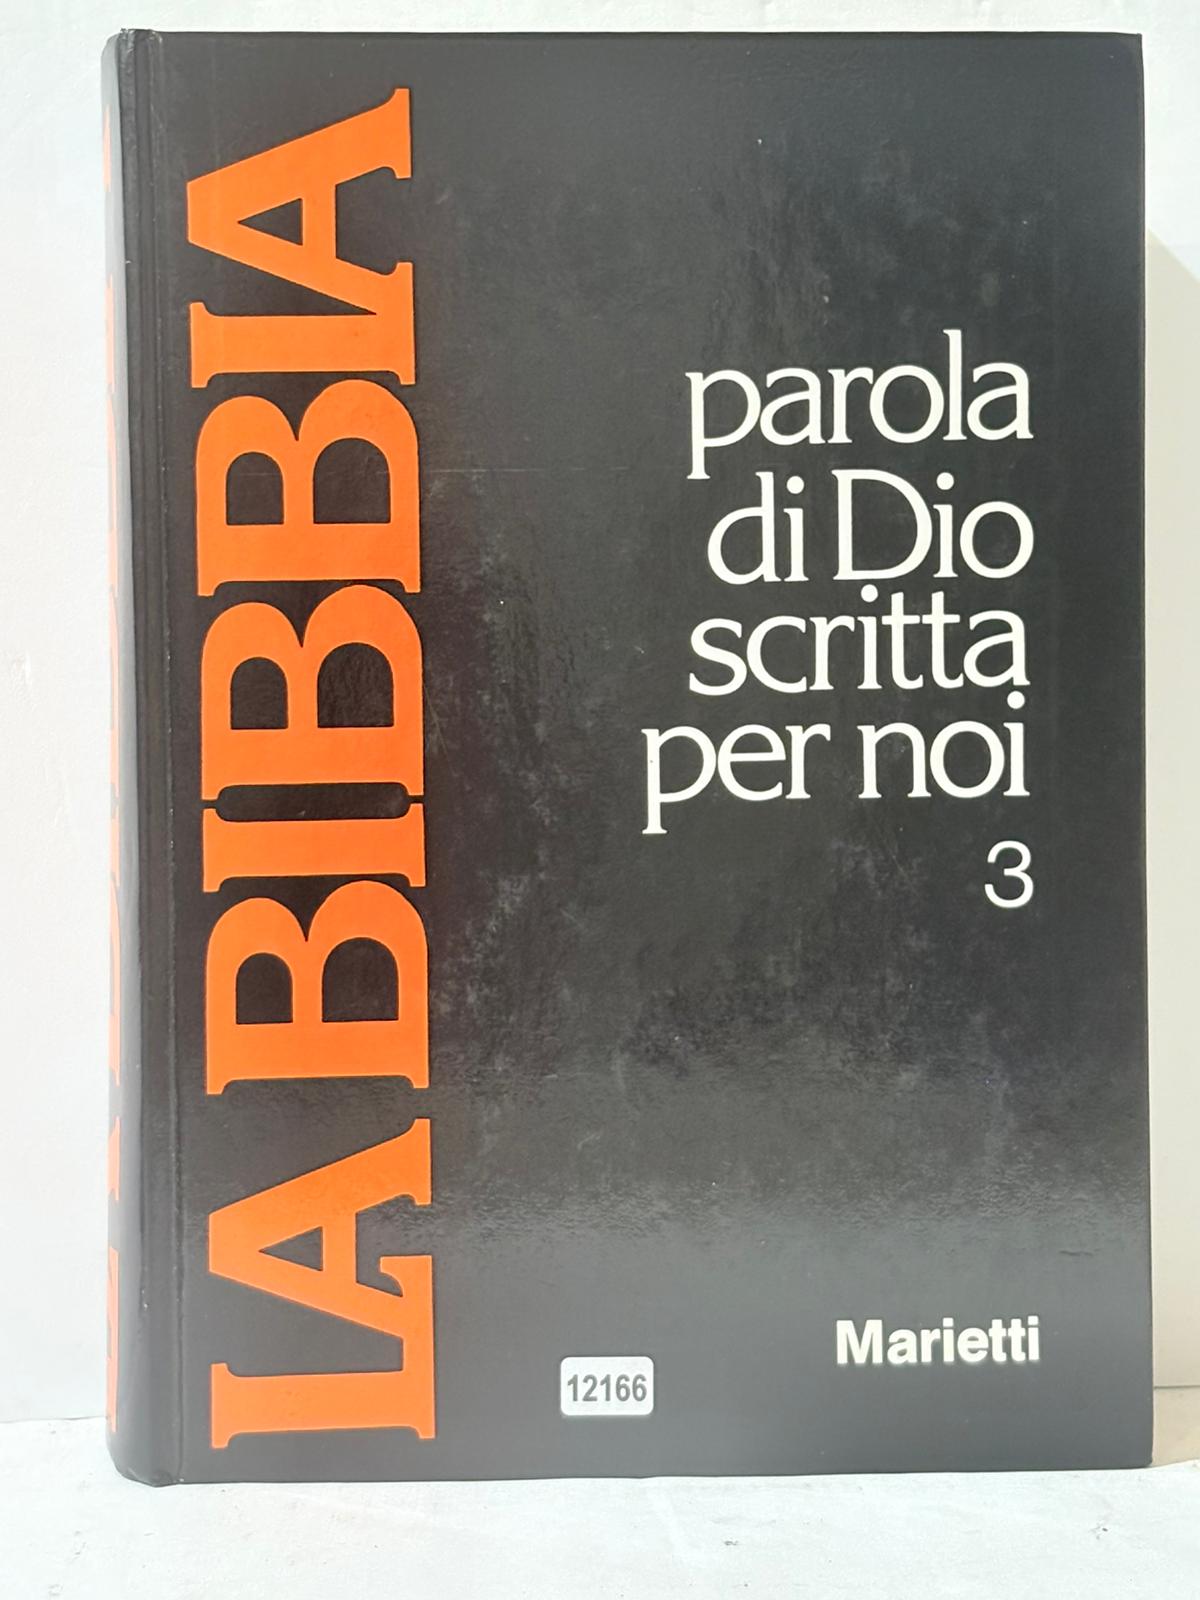 LA BIBBIA
parola
di Dio
scritta
per noi
3
Marietti
12166